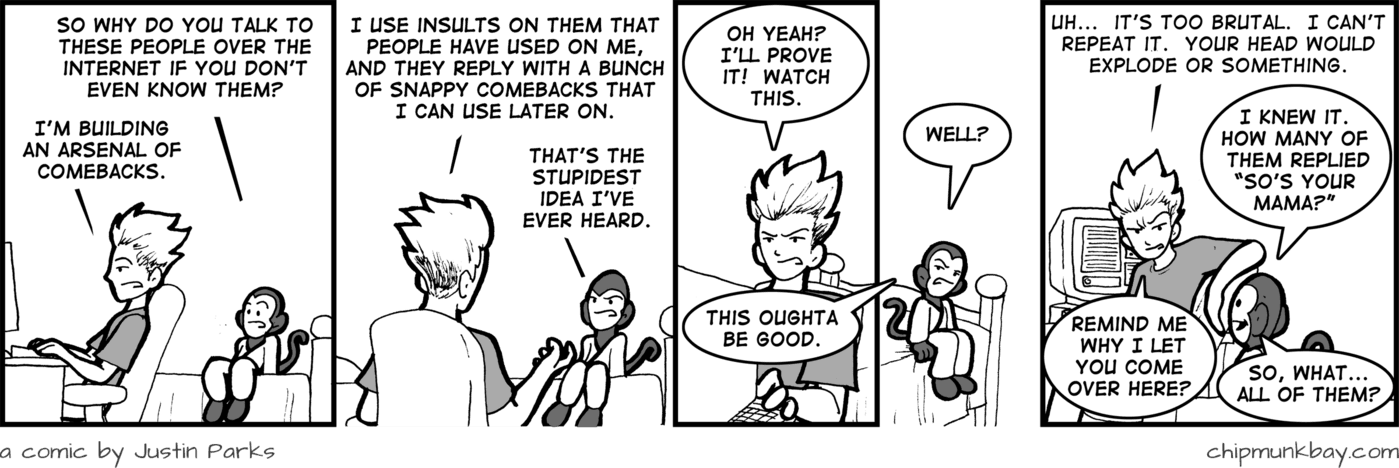 SO WHY DO YOU TALK TO
THESE PEOPLE OVER THE
INTERNET IF YOU DON'T
EVEN KNOW THEM?
I'M BUILDING
AN ARSENAL OF
COMEBACKS.
I USE INSULTS ON THEM THAT
PEOPLE HAVE USED ON ME,
AND THEY REPLY WITH A BUNCH
OF SNAPPY COMEBACKS THAT
I CAN USE LATER ON.
THAT'S THE
STUPIDEST
IDEA I'VE
EVER HEARD.
OH YEAH?
I'LL PROVE
IT! WATCH
THIS.
THIS OUGHTA
BE GOOD.
WELL?
UH... IT'S TOO BRUTAL. I CAN'T
REPEAT IT. YOUR HEAD WOULD
EXPLODE OR SOMETHING.
I KNEW IT.
HOW MANY OF
THEM REPLIED
"SO'S YOUR
MAMA?"
REMIND ME
WHY I LET
YOU COME
OVER HERE?
SO, WHAT...
ALL OF THEM?
a comic by Justin Parks
chipmunkbay.com